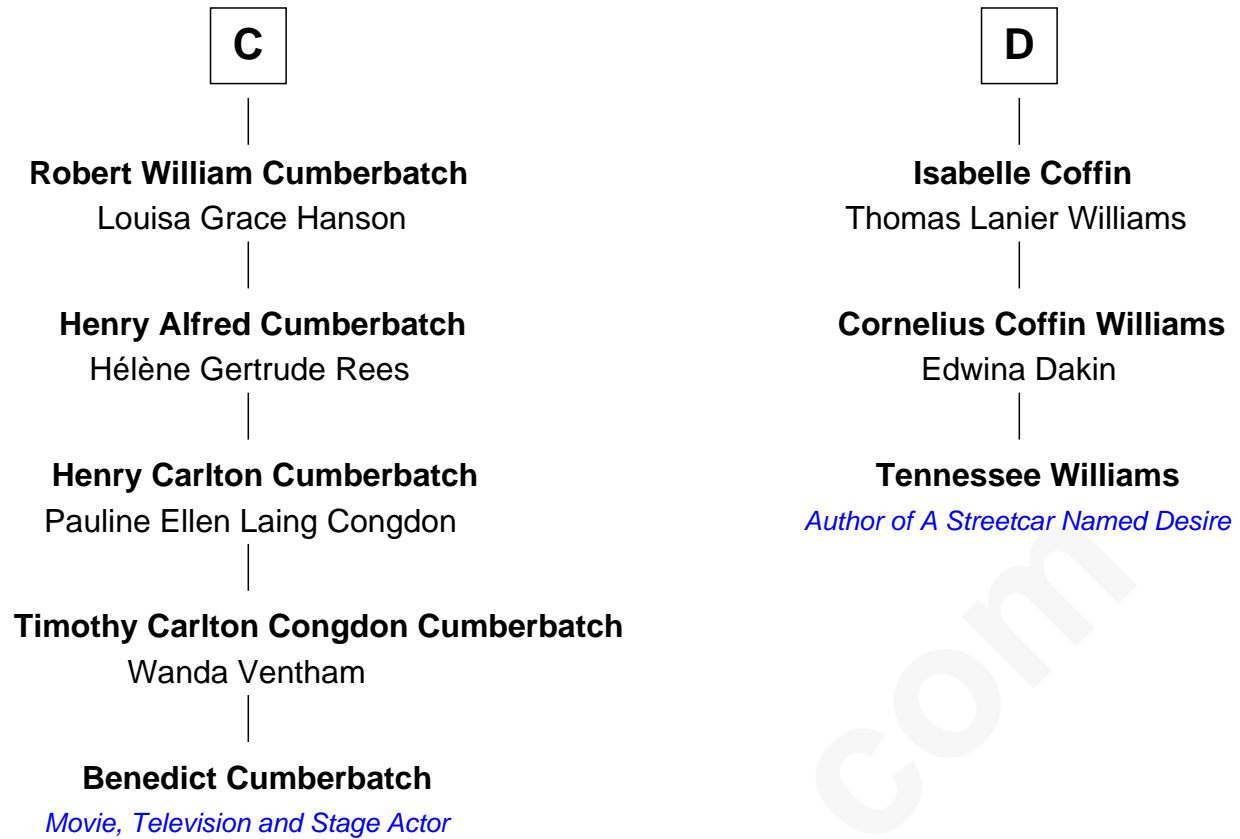 C
Robert William Cumberbatch
Louisa Grace Hanson
Henry Alfred Cumberbatch
Hélène Gertrude Rees
Henry Carlton Cumberbatch
Pauline Ellen Laing Congdon
Timothy Carlton Congdon Cumberbatch
Wanda Ventham
Benedict Cumberbatch
Movie, Television and Stage Actor
D
Isabelle Coffin
Thomas Lanier Williams
Cornelius Coffin Williams
Edwina Dakin
Tennessee Williams
Author of A Streetcar Named Desire
com